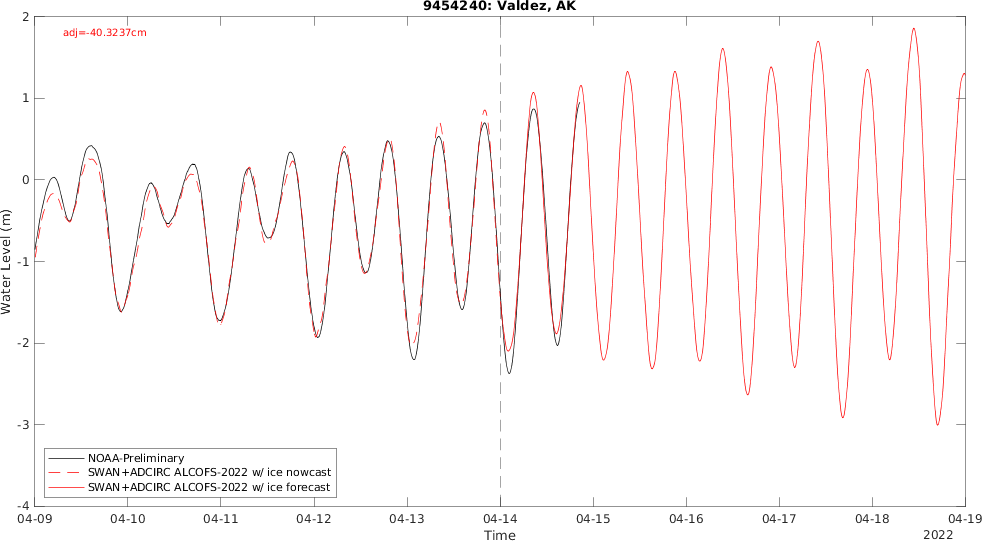 9454240: Valdez, AK
adj=-40.3237cm
2
1
0
-1
-2
-3
-4
Water Level (m)
NOAA-Preliminary
SWAN+ADCIRC ALCOFS-2022 w/ ice nowcast
SWAN+ADCIRC ALCOFS-2022 w/ ice forecast
04-09 04-10 04-11 04-12 04-13 04-14 04-15 04-16 04-17 04-18 04-19
Time
2022